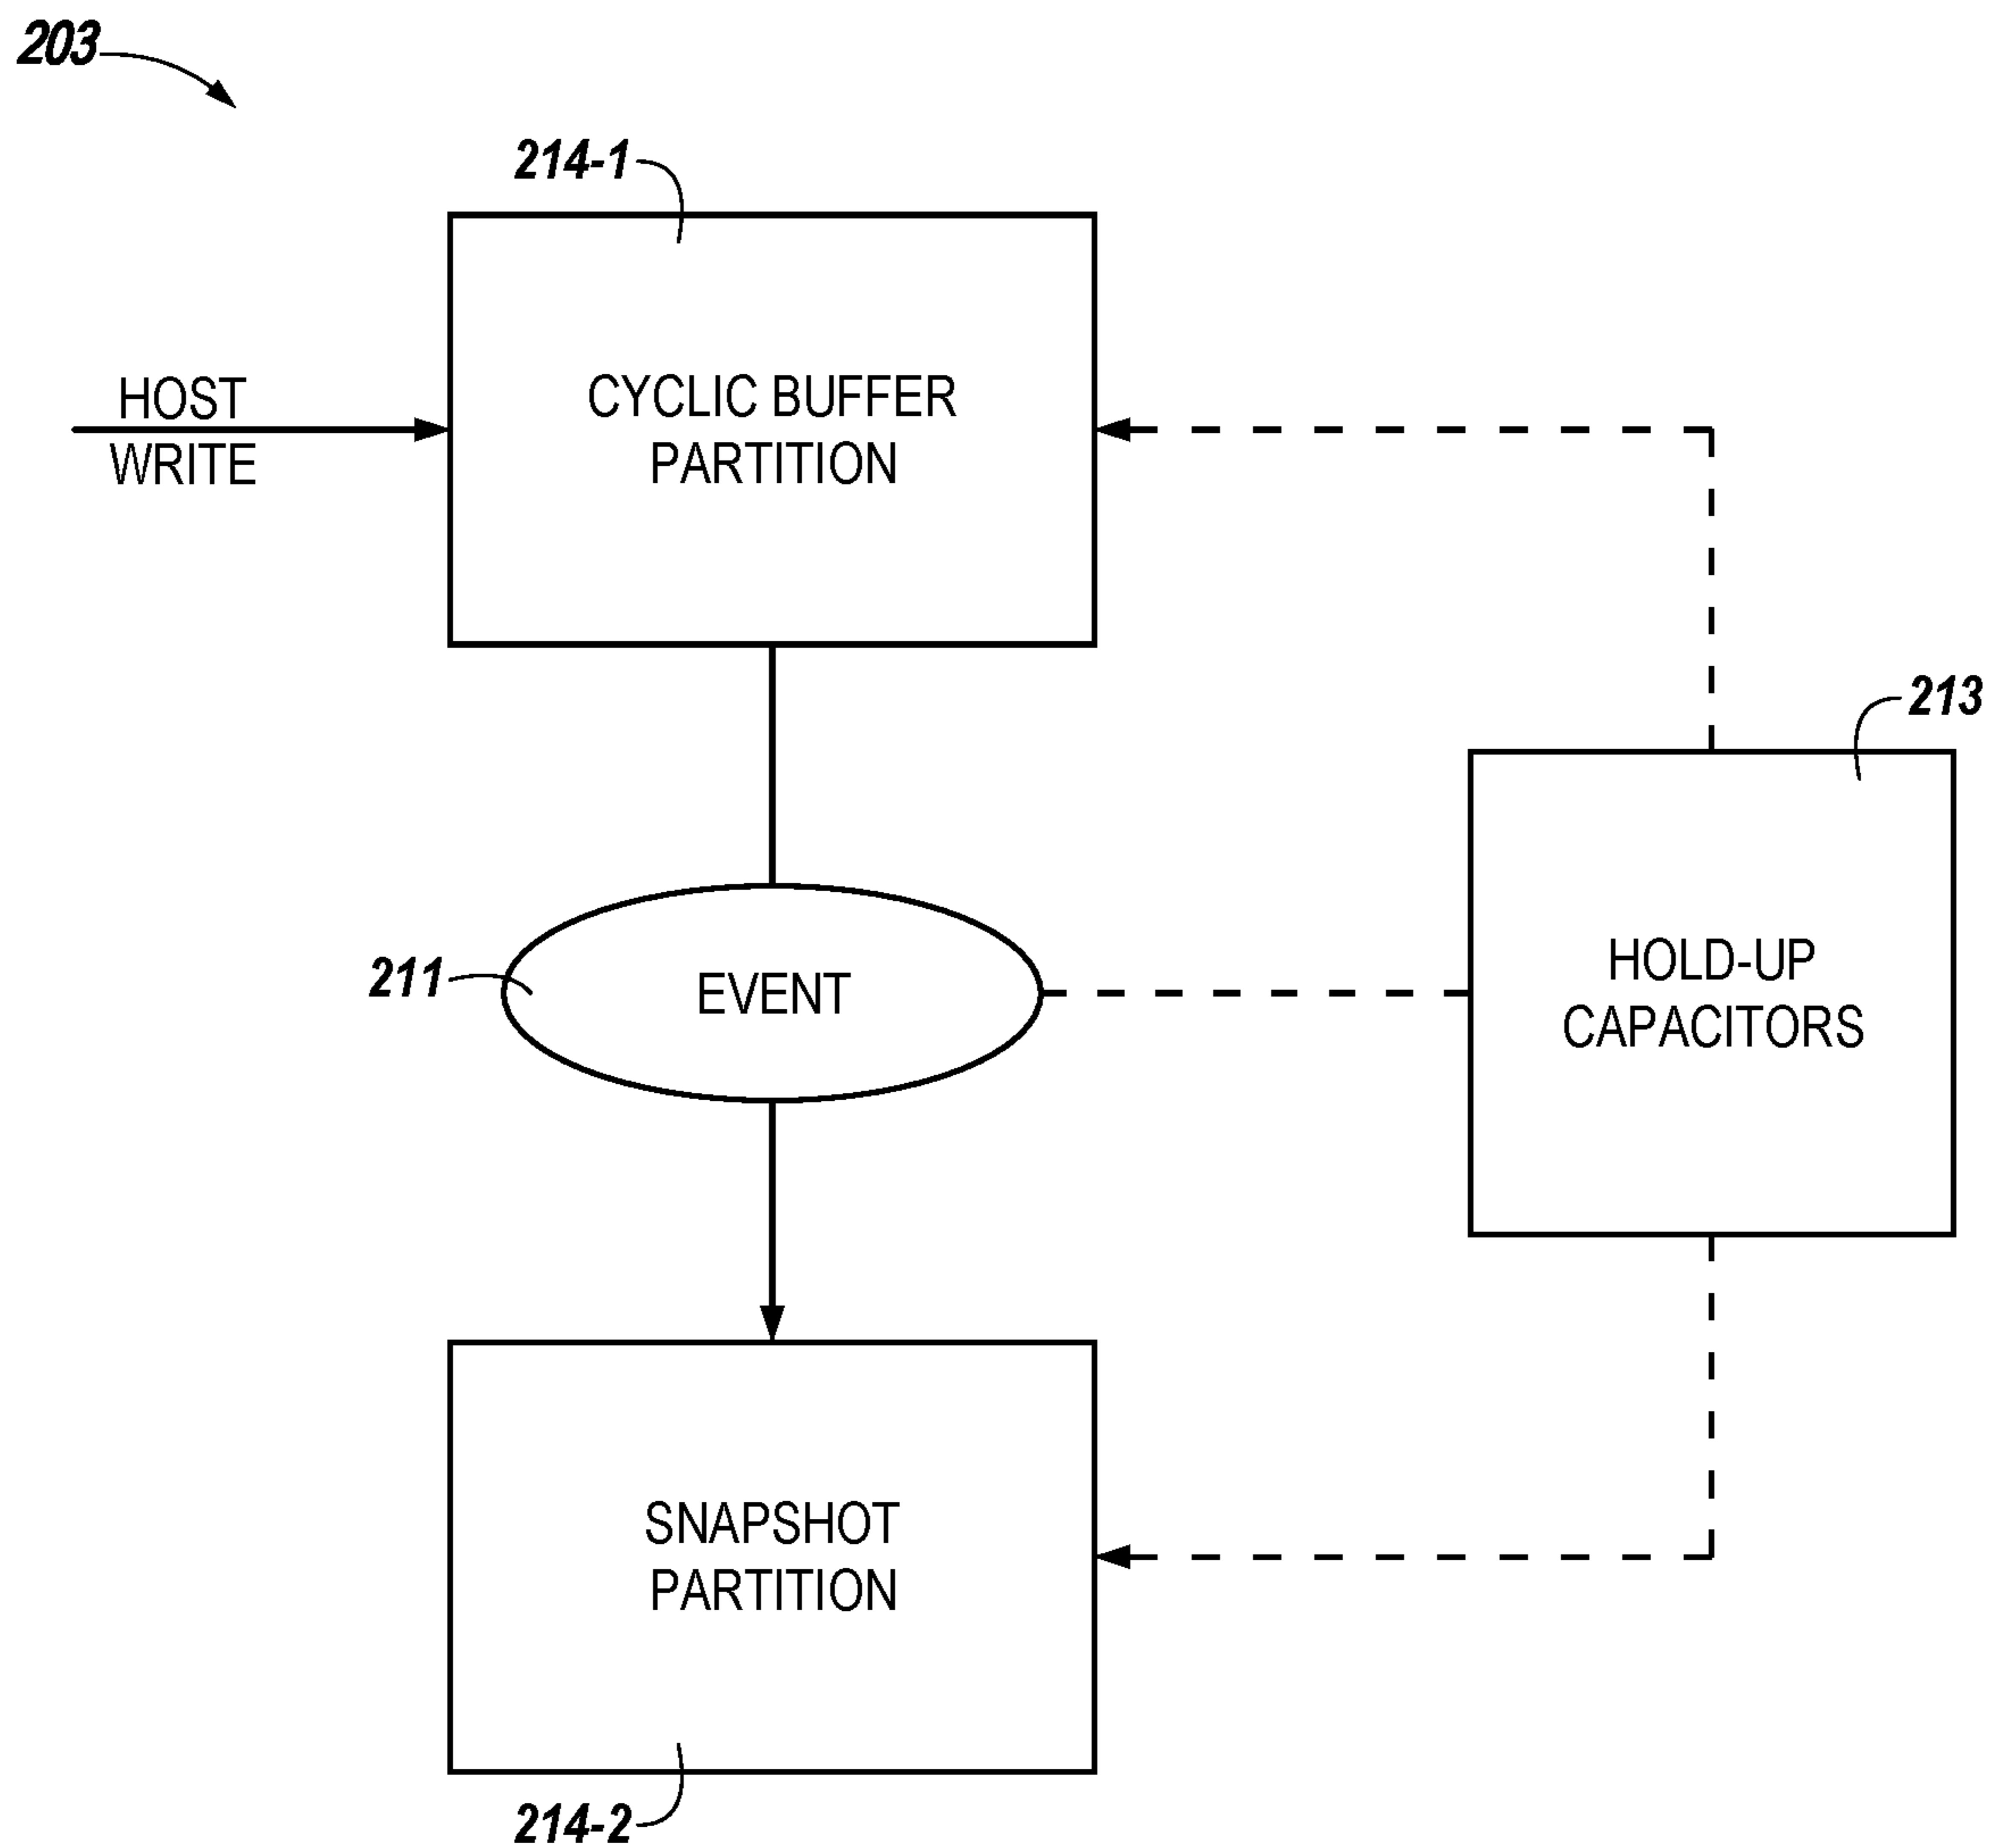 203
214-1
CYCLIC BUFFER
PARTITION
HOST
WRITE
213
211
EVENT
HOLD-UP
CAPACITORS
SNAPSHOT
PARTITION
214-2